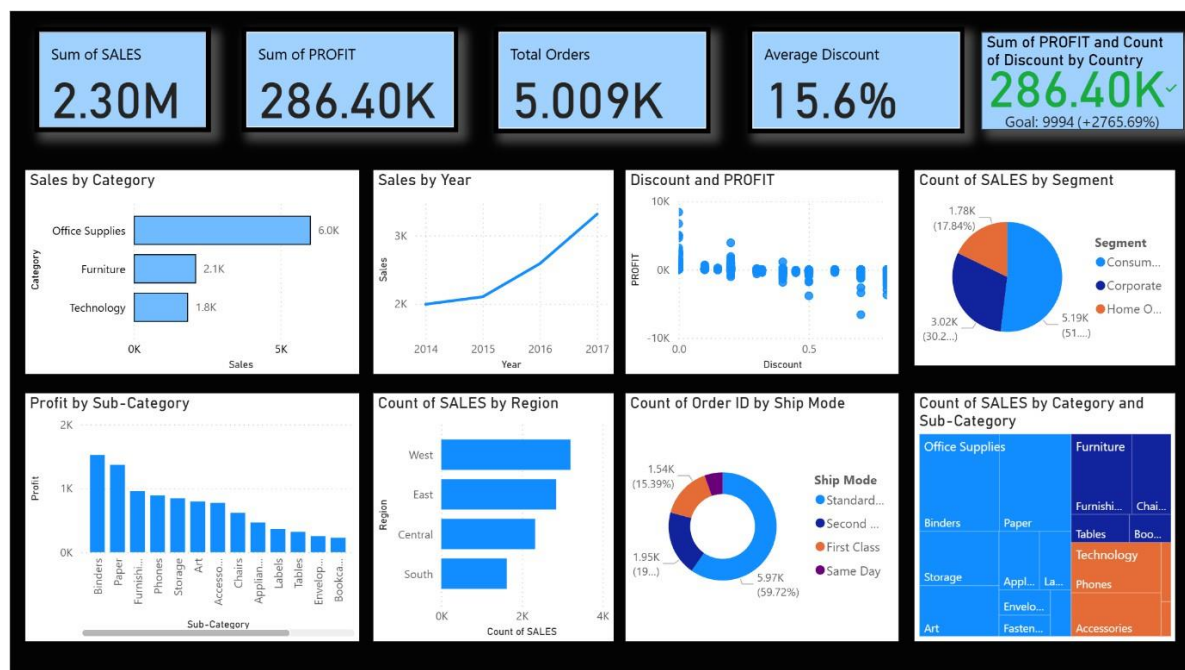 Sum of SALES
2.30M
Sum of PROFIT
286.40K
Total Orders
5.009K
Average Discount
15.6%
Sum of PROFIT and Count
of Discount by Country
286.40K
Goal: 9994 (+2765.69%)
Sales by Category
Category
Office Supplies
6.0K
Furniture
2.1K
Technology
1.8K
0K
5K
Sales
Sales by Year
Sales
3K
2K
2014
2015
2016
2017
Year
Discount and PROFIT
PROFIT
10K
0K
-10K
0.0
0.5
Discount
Count of SALES by Segment
1.78K
(17.84%)
3.02K
(30.2...)
5.19K
(51....)
Segment
Consum...
Corporate
Home O...
Profit by Sub-Category
Profit
2K
1K
0K
Binders
Paper
Furnishi...
Phones
Storage
Art
Accesso...
Chairs
Applian...
Labels
Tables
Envelop...
Bookca...
Sub-Category
Count of SALES by Region
Region
West
East
Central
South
0K
2K
4K
Count of SALES
Count of Order ID by Ship Mode
1.54K
(15.39%)
1.95K
(19...)
5.97K
(59.72%)
Ship Mode
Standard...
Second ...
First Class
Same Day
Count of SALES by Category and
Sub-Category
Office Supplies
Binders
Paper
Storage
Appl...
La...
Envelo...
Art
Fasten...
Furniture
Furnishi...
Chai...
Tables
Boo...
Technology
Phones
Accessories